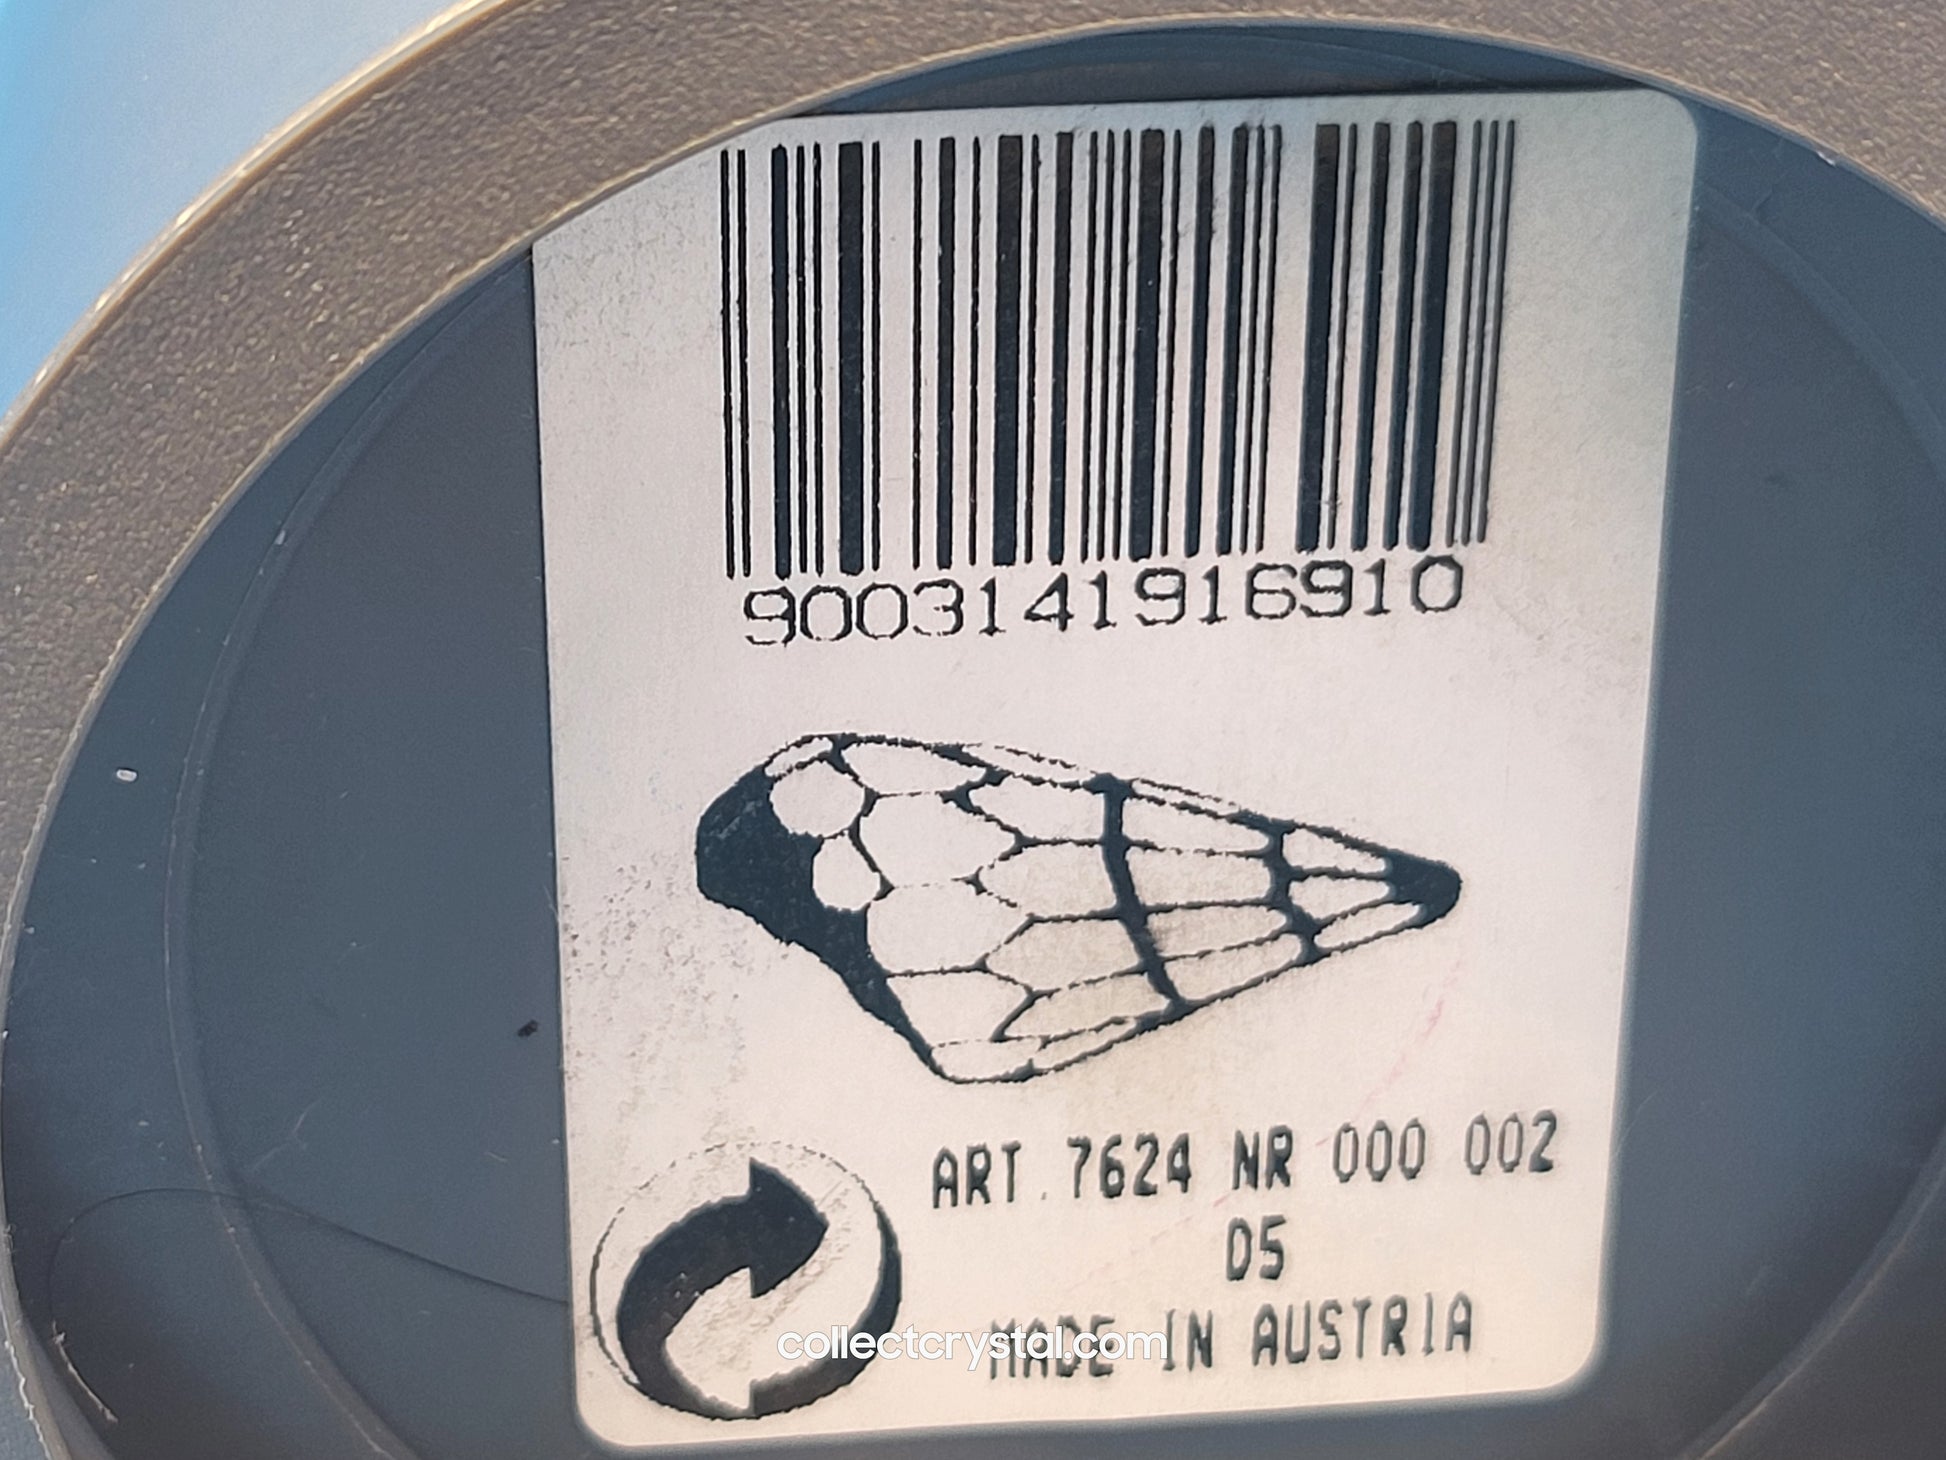 9003141916910
ART. 7624 NR 000 002
D5
MADE IN AUSTRIA
collectcrystal.com